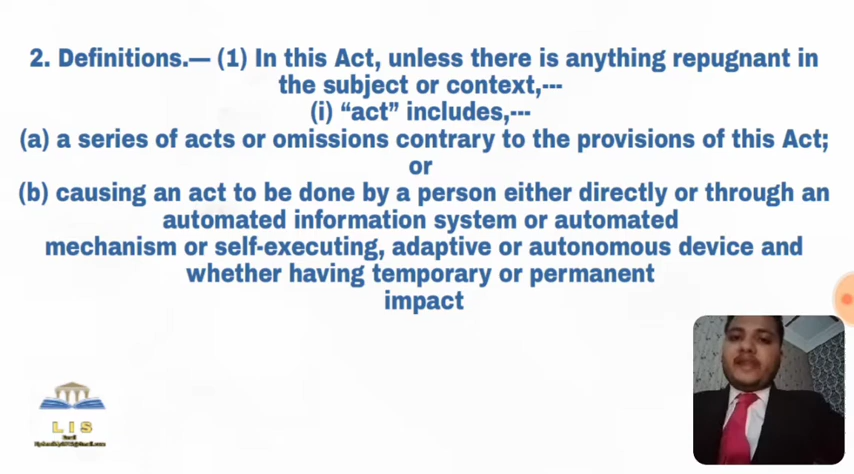 2. Definitions.— (1) In this Act, unless there is anything repugnant in
the subject or context,---
(i) “act” includes,---
(a) a series of acts or omissions contrary to the provisions of this Act;
or
(b) causing an act to be done by a person either directly or through an
automated information system or automated
mechanism or self-executing, adaptive or autonomous device and
whether having temporary or permanent
impact
L I S